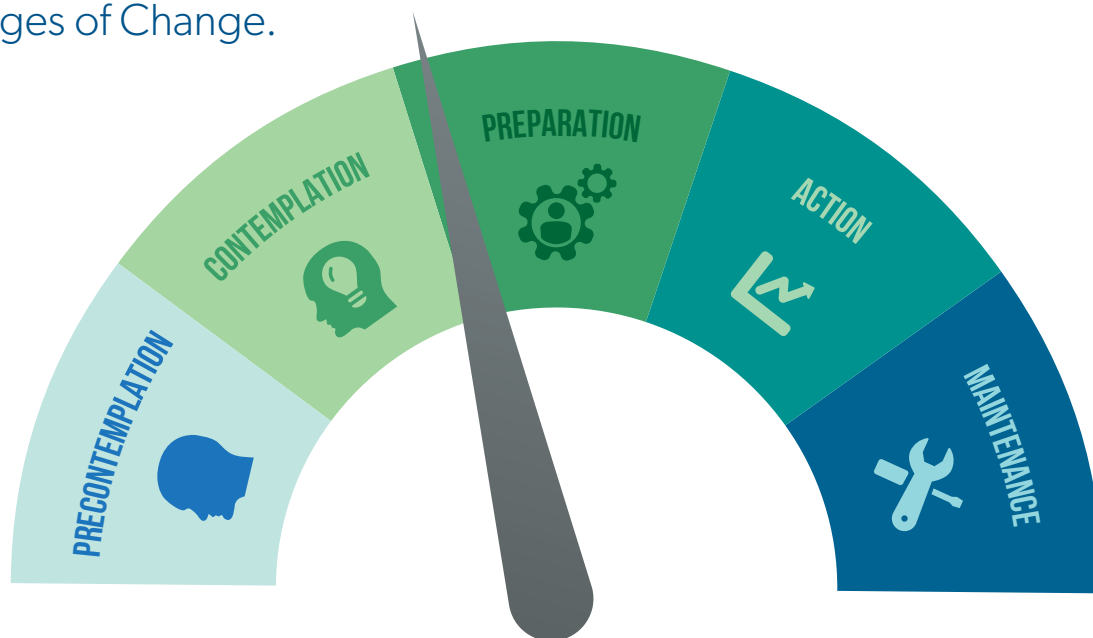 ges of Change.
PRECONTEMPLATION
CONTEMPLATION
PREPARATION
ACTION
MAINTENANCE